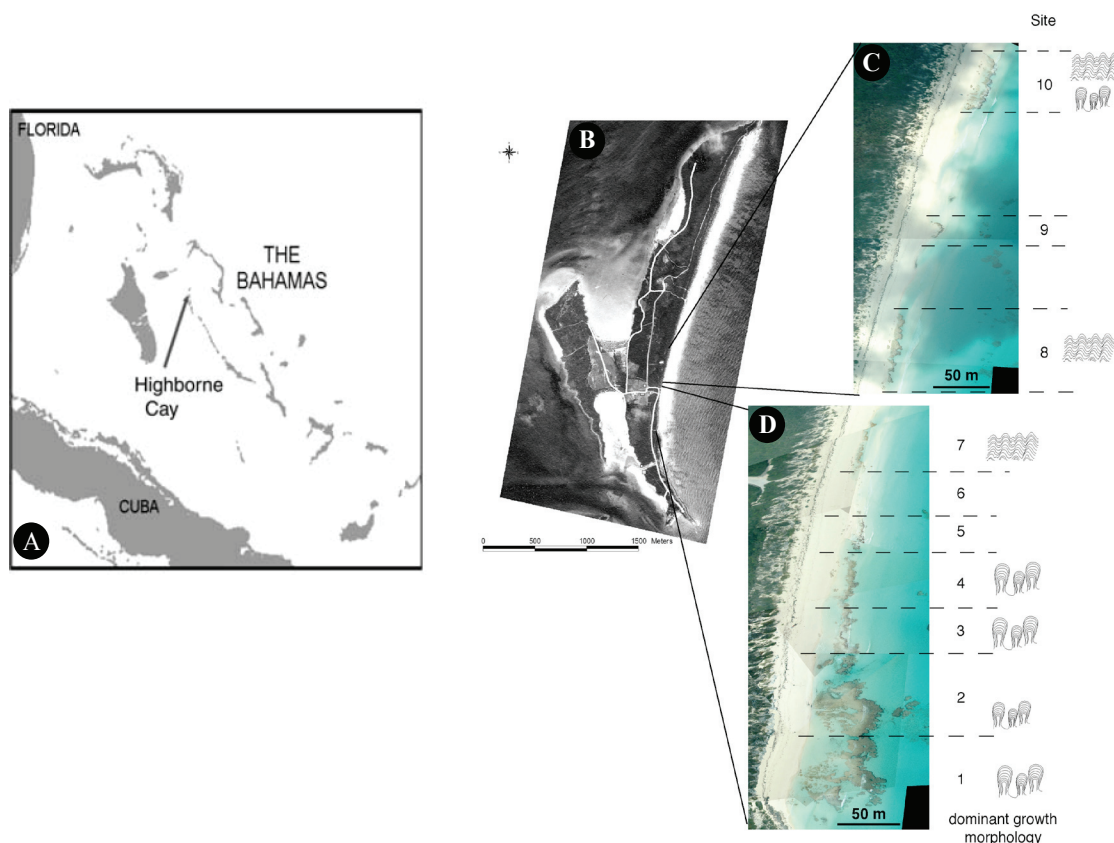 FLORIDA
THE
BAHAMAS
Highborne
Cay
CUBA
A
B
0 500 1000 1500 Meters
Site
C
10
9
8
50 m
D
7
6
5
4
3
2
1
50 m
dominant growth
morphology